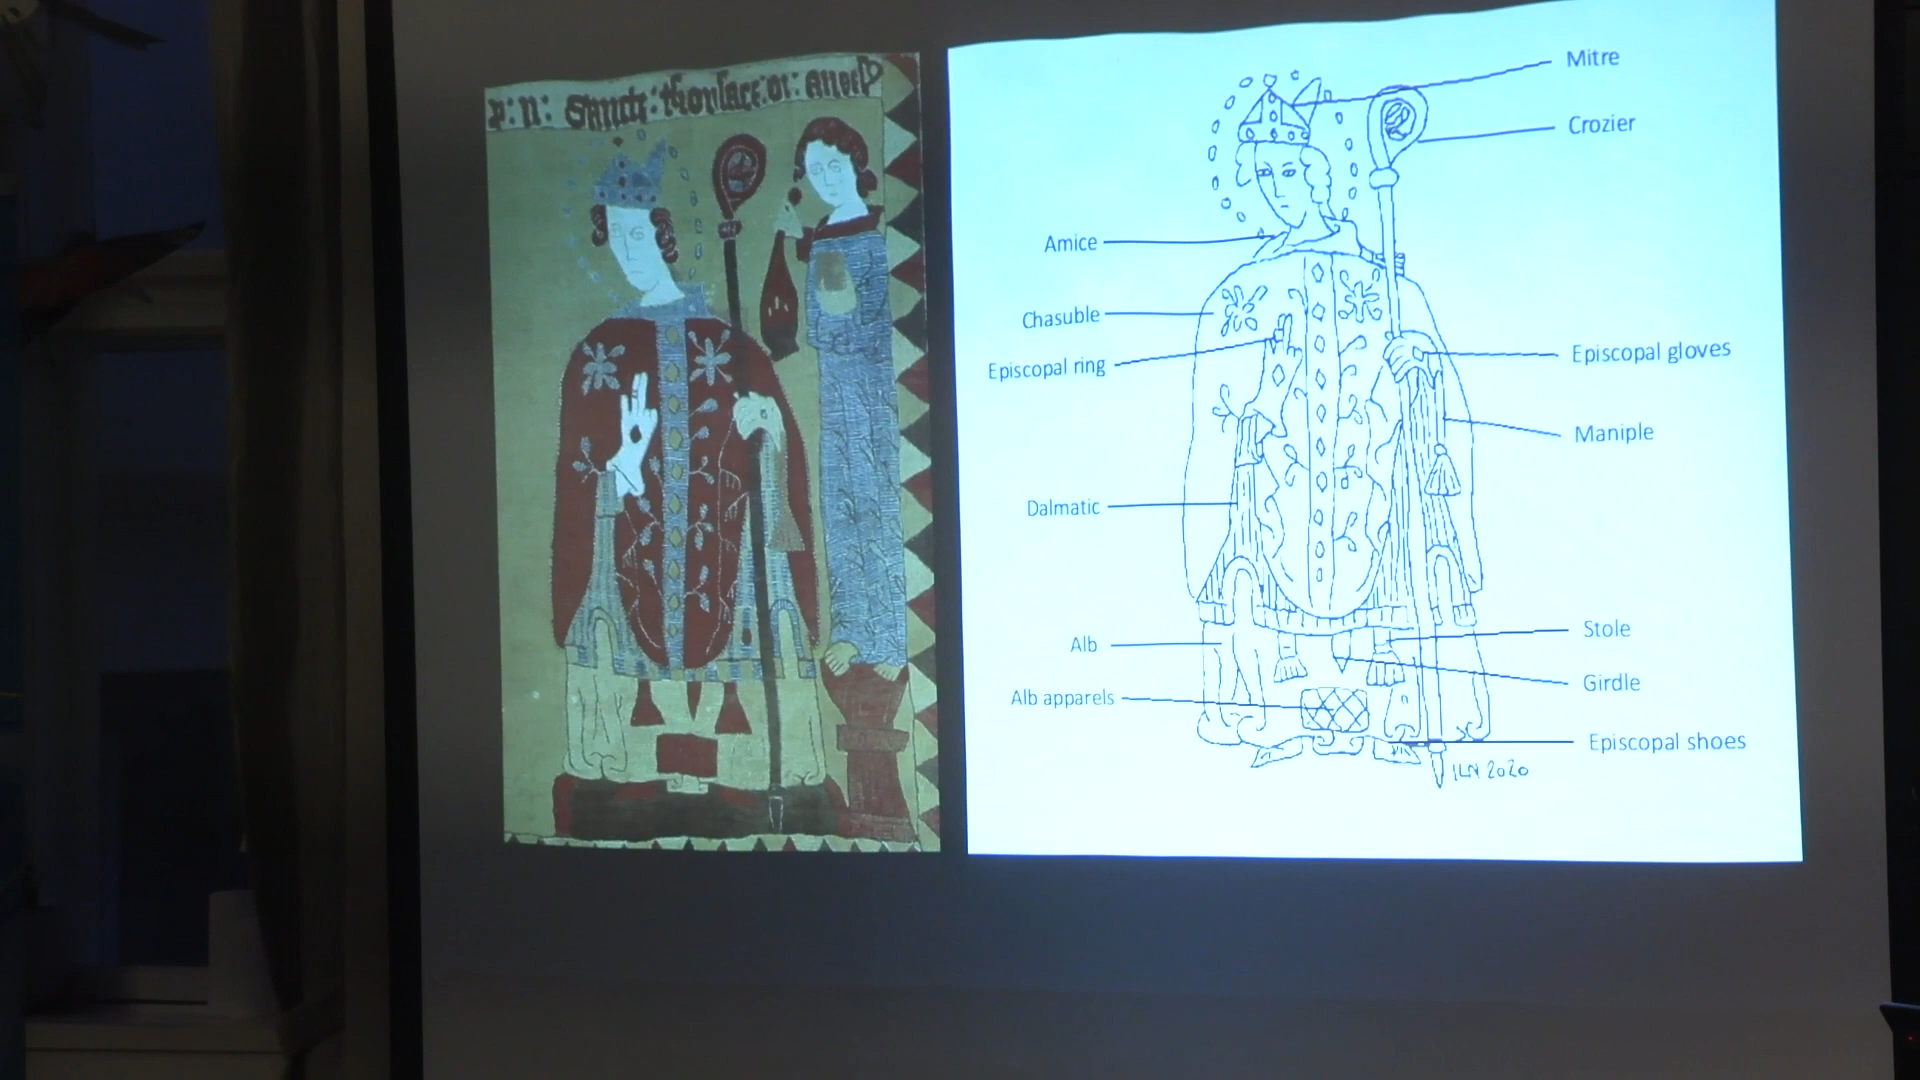 Mitre
Crozier
Amice
Chasuble
Episcopal ring
Episcopal gloves
Maniple
Dalmatic
Alb
Stole
Girdle
Alb apparels
Episcopal shoes
ILN 2020